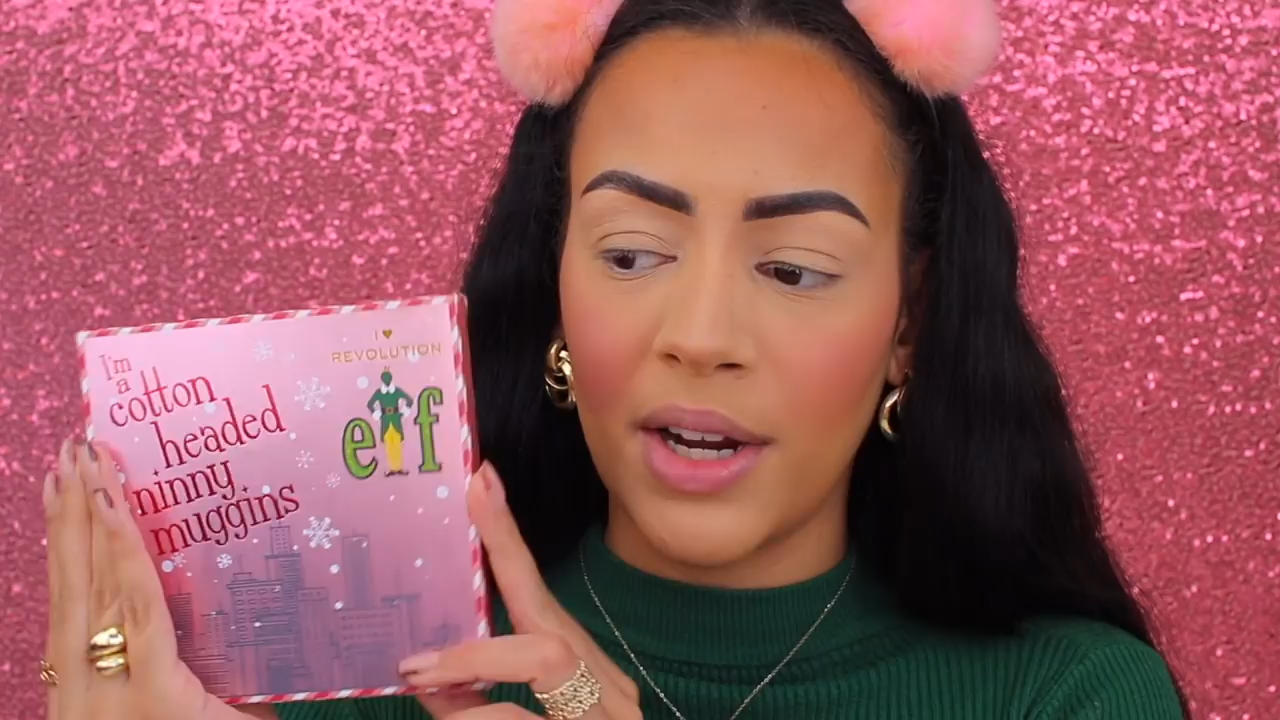 I'm
a
cotton
headed
ninny
muggins
I ♥
REVOLUTION
elf